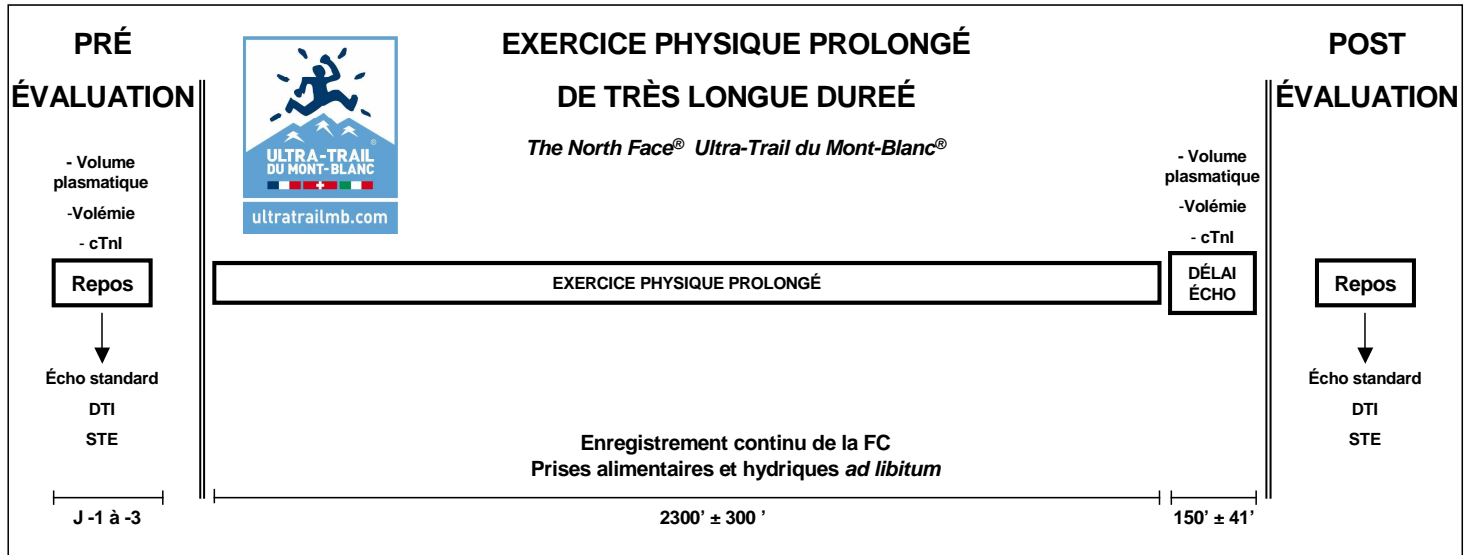 PRÉ
ÉVALUATION
- Volume
plasmatique
-Volémie
- cTnI
Repos
Écho standard
DTI
STE
J -1 à -3
ULTRA-TRAIL
DU MONT-BLANC
®
ultratrailmb.com
EXERCICE PHYSIQUE PROLONGÉ
DE TRÈS LONGUE DUREÉ
The North Face® Ultra-Trail du Mont-Blanc®
EXERCICE PHYSIQUE PROLONGÉ
Enregistrement continu de la FC
Prises alimentaires et hydriques ad libitum
2300’ ± 300 ’
- Volume
plasmatique
-Volémie
- cTnI
DÉLAI
ÉCHO
150’ ± 41’
POST
ÉVALUATION
Repos
Écho standard
DTI
STE